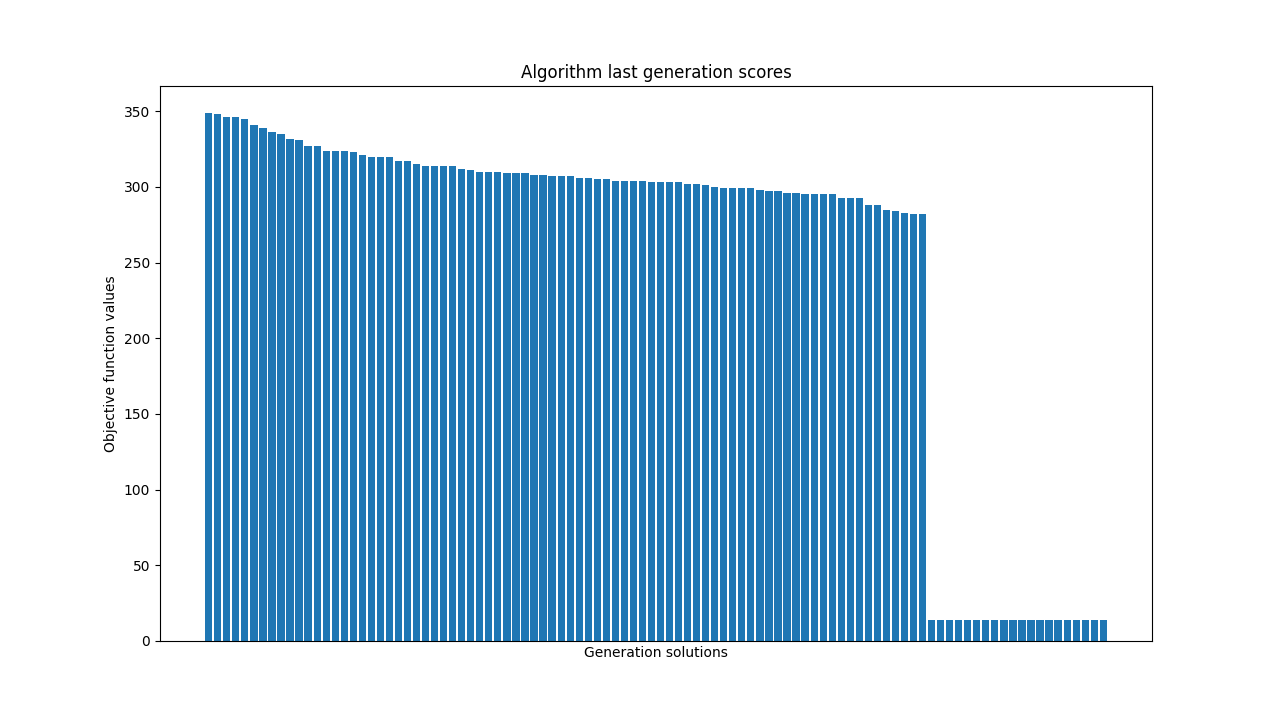 Algorithm last generation scores
350
300
250
200
150
100
50
0
Objective function values
Generation solutions